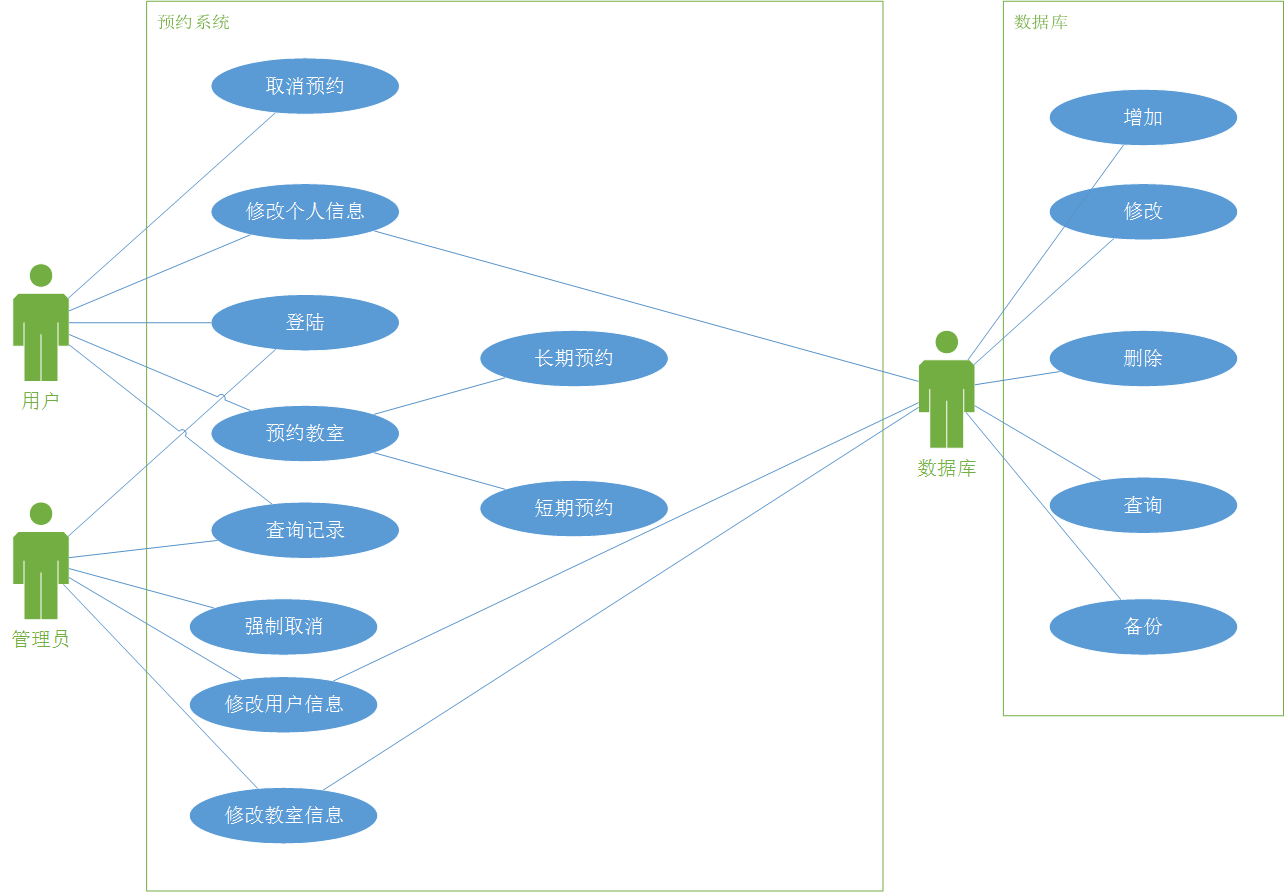 预约系统
数据库
取消预约
增加
修改个人信息
修改
登陆
长期预约
删除
用户
预约教室
数据库
短期预约
查询
查询记录
强制取消
备份
管理员
修改用户信息
修改教室信息